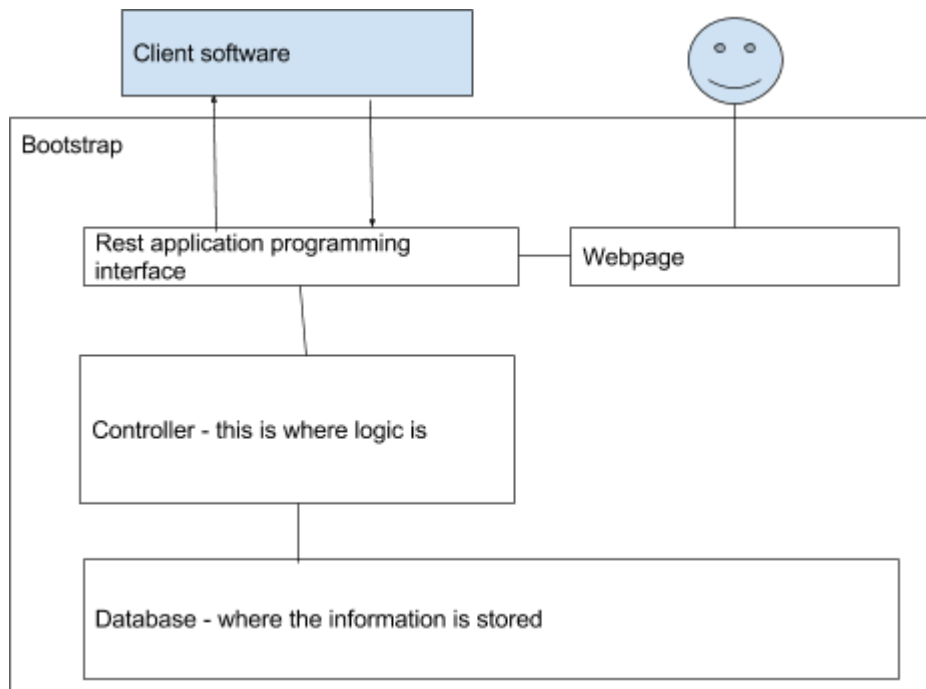 Client software
Bootstrap
Rest application programming
interface
Webpage
Controller - this is where logic is
Database - where the information is stored